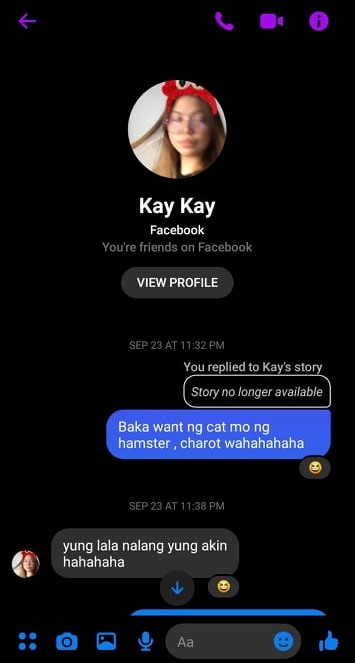 Kay Kay
Facebook
You're friends on Facebook
VIEW PROFILE
SEP 23 AT 11:32 PM
You replied to Kay's story
Story no longer available
Baka want ng cat mo ng
hamster , charot wahahahaha
SEP 23 AT 11:38 PM
yung lala nalang yung akin
hahahaha
Aa